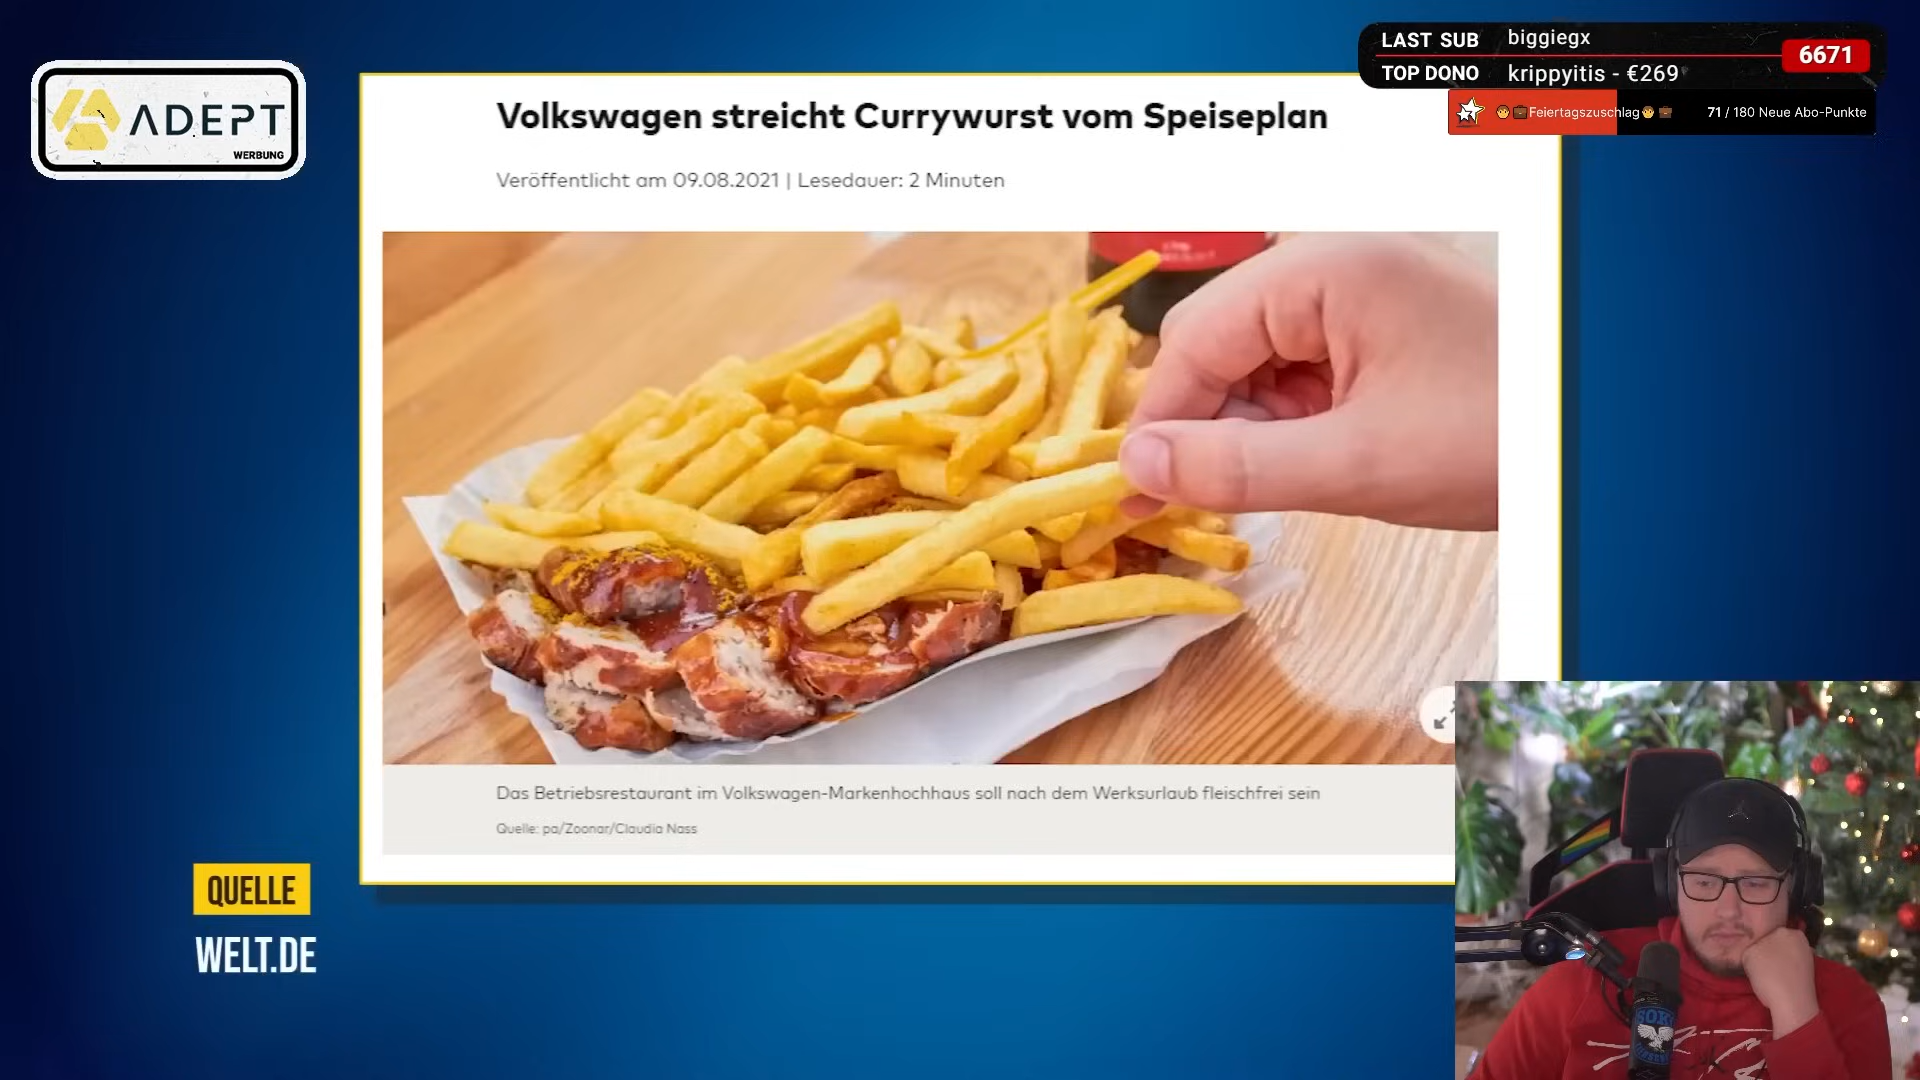 ADEPT
WERBUNG
LAST SUB biggiegx
6671
TOP DONO krippyitis - €269
Feiertagszuschlag 71 / 180 Neue Abo-Punkte
Volkswagen streicht Currywurst vom Speiseplan
Veröffentlicht am 09.08.2021 | Lesedauer: 2 Minuten
Das Betriebsrestaurant im Volkswagen-Markenhochhaus soll nach dem Werksurlaub fleischfrei sein
Quelle: pa/Zoonar/Claudia Nass
QUELLE
WELT.DE